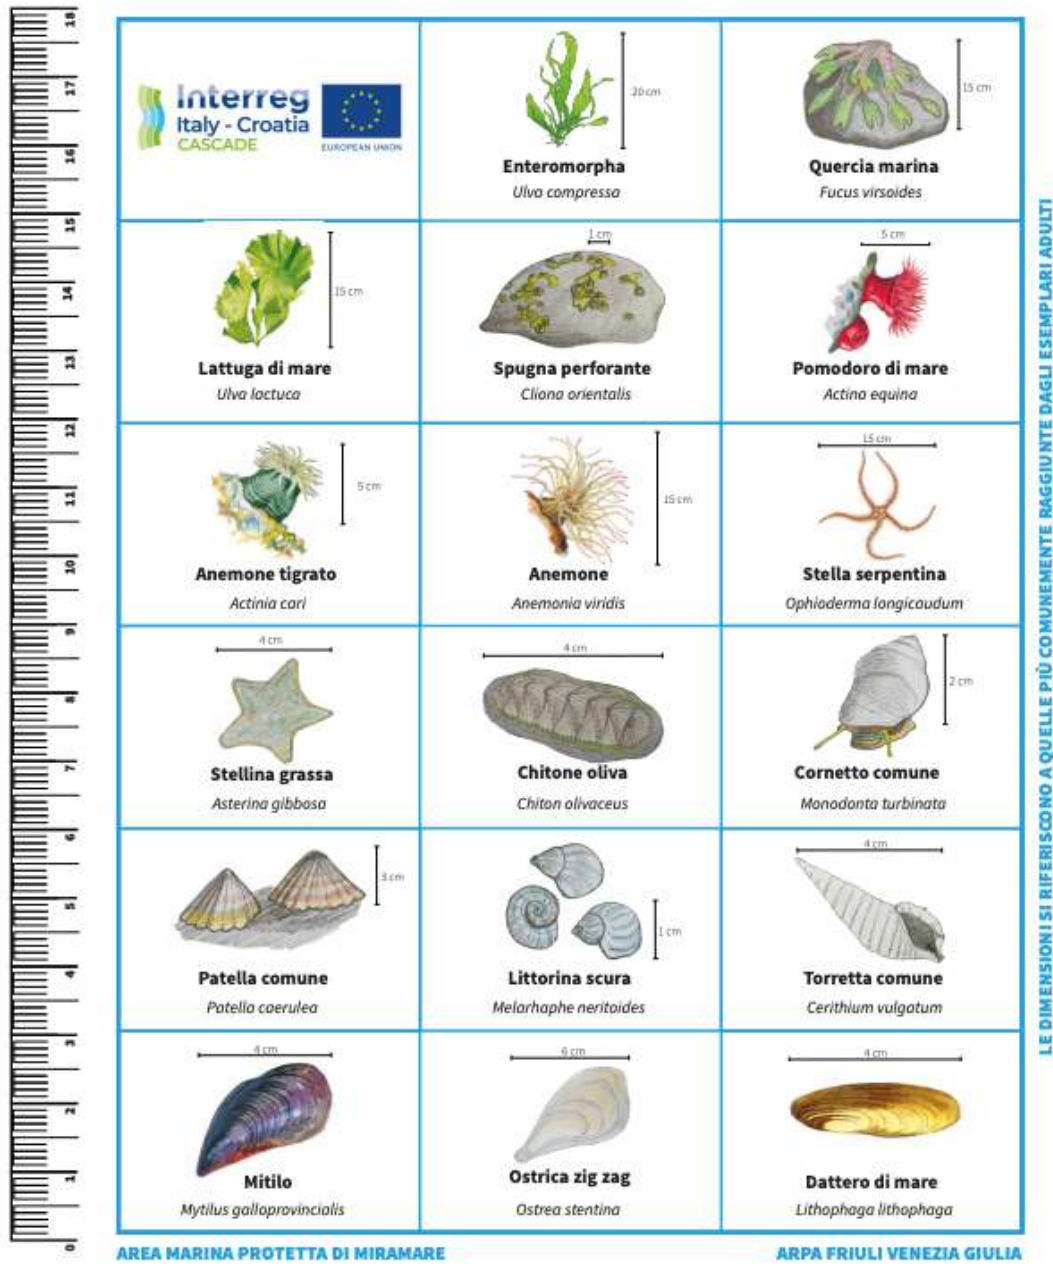 18
17
16
15
14
13
12
11
10
9
8
7
6
5
4
3
2
1
0
Interreg
Italy - Croatia
CASCADE
EUROPEAN UNION
20 cm
Enteromorpha
Ulva compressa
15 cm
Quercia marina
Fucus virsoides
15 cm
Lattuga di mare
Ulva lactuca
1 cm
Spugna perforante
Cliona orientalis
5 cm
Pomodoro di mare
Actina equina
5 cm
Anemone tigrato
Actinia cari
15 cm
Anemone
Anemonia viridis
15 cm
Stella serpentina
Ophioderma longicaudum
4 cm
Stellina grassa
Asterina gibbosa
4 cm
Chitone oliva
Chiton olivaceus
2 cm
Cornetto comune
Monodonta turbinata
3 cm
Patella comune
Patella caerulea
1 cm
Littorina scura
Melarhaphe neritoides
4 cm
Torretta comune
Cerithium vulgatum
4 cm
Mitilo
Mytilus galloprovincialis
6 cm
Ostrica zig zag
Ostrea stentina
4 cm
Dattero di mare
Lithophaga lithophaga
LE DIMENSIONI SI RIFERISCONO A QUELLE PIÙ COMUNEMENTE RAGGIUNTE DAGLI ESEMPLARI ADULTI
AREA MARINA PROTETTA DI MIRAMARE
ARPA FRIULI VENEZIA GIULIA